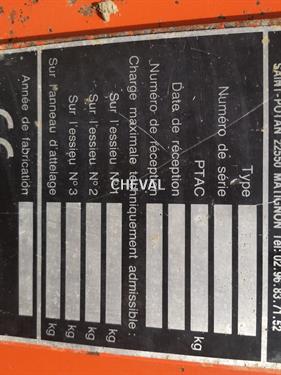 SAINT-POTAN 22550 MATIGNON Tél: 02.96.83.71.52
Type
Numéro de série
PTAC kg
Date de réception
Numéro de réception
Charge maximale techniquement admissible :
Sur l'essieu N°1 kg
Sur l'essieu N°2 kg
Sur l'essieu N°3 kg
Sur l'anneau d'attelage kg
Année de fabrication
CE
CHEVAL